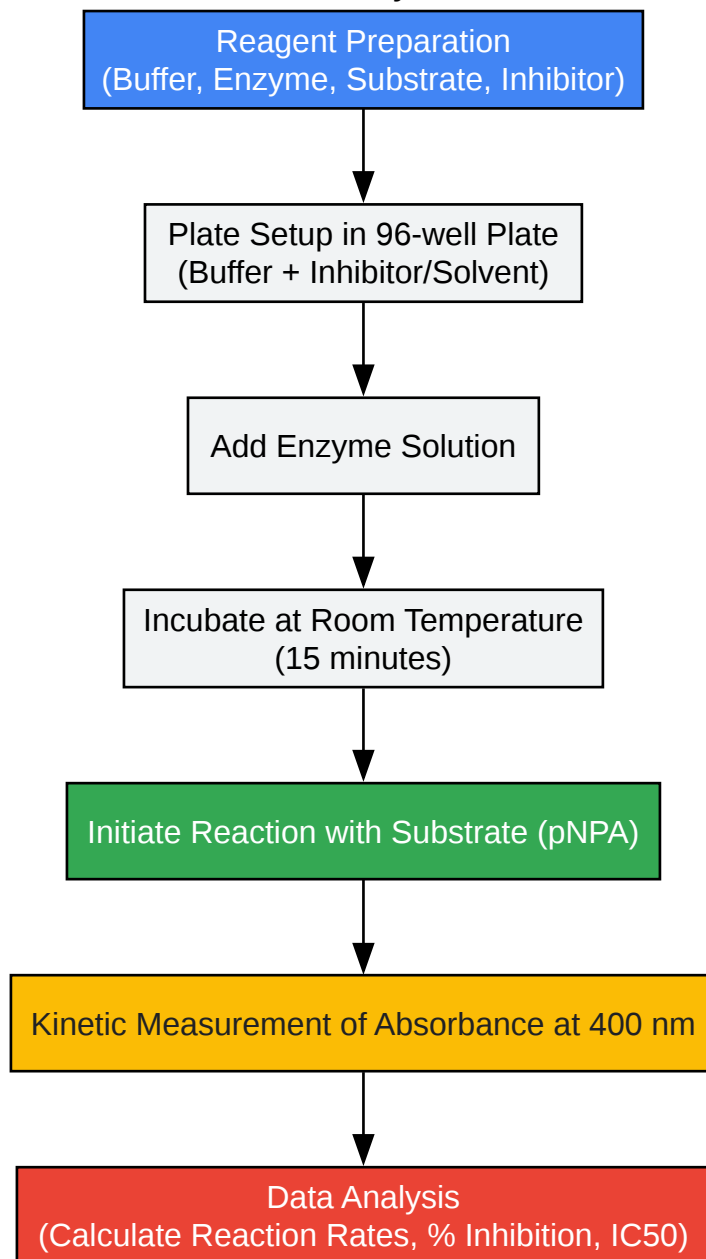 Reagent Preparation
(Buffer, Enzyme, Substrate, Inhibitor)
Plate Setup in 96-well Plate
(Buffer + Inhibitor/Solvent)
Add Enzyme Solution
Incubate at Room Temperature
(15 minutes)
Initiate Reaction with Substrate (pNPA)
Kinetic Measurement of Absorbance at 400 nm
Data Analysis
(Calculate Reaction Rates, % Inhibition, IC50)